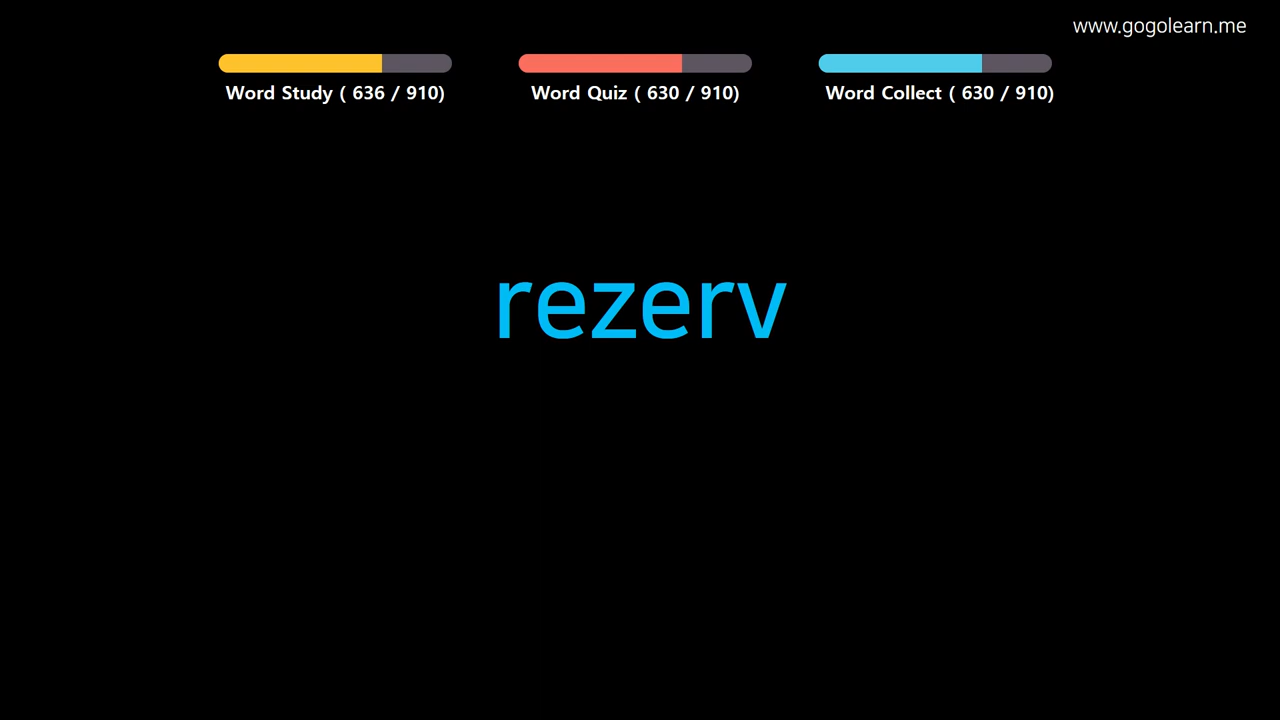 www.gogolearn.me
Word Study ( 636 / 910)
Word Quiz ( 630 / 910)
Word Collect ( 630 / 910)
rezerv